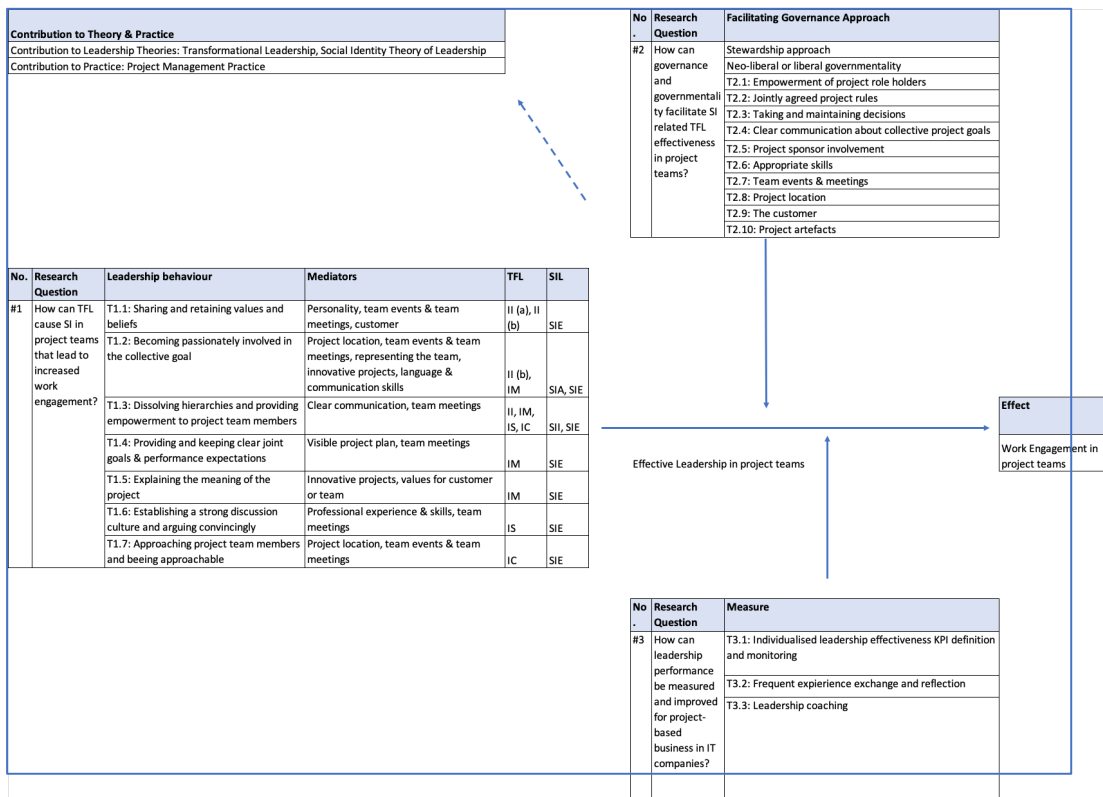 Contribution to Theory & Practice
Contribution to Leadership Theories: Transformational Leadership, Social Identity Theory of Leadership
Contribution to Practice: Project Management Practice
No
.
Research
Question
Facilitating Governance Approach
#2
How can
governance
and
governmentali
ty facilitate SI
related TFL
effectiveness
in project
teams?
Stewardship approach
Neo-liberal or liberal governmentality
T2.1: Empowerment of project role holders
T2.2: Jointly agreed project rules
T2.3: Taking and maintaining decisions
T2.4: Clear communication about collective project goals
T2.5: Project sponsor involvement
T2.6: Appropriate skills
T2.7: Team events & meetings
T2.8: Project location
T2.9: The customer
T2.10: Project artefacts
No.
Research
Question
Leadership behaviour
Mediators
TFL
SIL
#1
How can TFL
cause SI in
project teams
that lead to
increased
work
engagement?
T1.1: Sharing and retaining values and
beliefs
Personality, team events & team
meetings, customer
II (a), II
(b)
SIE
T1.2: Becoming passionately involved in
the collective goal
Project location, team events & team
meetings, representing the team,
innovative projects, language &
communication skills
II (b),
IM
SIA, SIE
T1.3: Dissolving hierarchies and providing
empowerment to project team members
Clear communication, team meetings
II, IM,
IS, IC
SII, SIE
T1.4: Providing and keeping clear joint
goals & performance expectations
Visible project plan, team meetings
IM
SIE
T1.5: Explaining the meaning of the
project
Innovative projects, values for customer
or team
IM
SIE
T1.6: Establishing a strong discussion
culture and arguing convincingly
Professional experience & skills, team
meetings
IS
SIE
T1.7: Approaching project team members
and beeing approachable
Project location, team events & team
meetings
IC
SIE
Effective Leadership in project teams
Effect
Work Engagement in
project teams
No
.
Research
Question
Measure
#3
How can
leadership
performance
be measured
and improved
for project-
based
business in IT
companies?
T3.1: Individualised leadership effectiveness KPI definition
and monitoring
T3.2: Frequent expierience exchange and reflection
T3.3: Leadership coaching